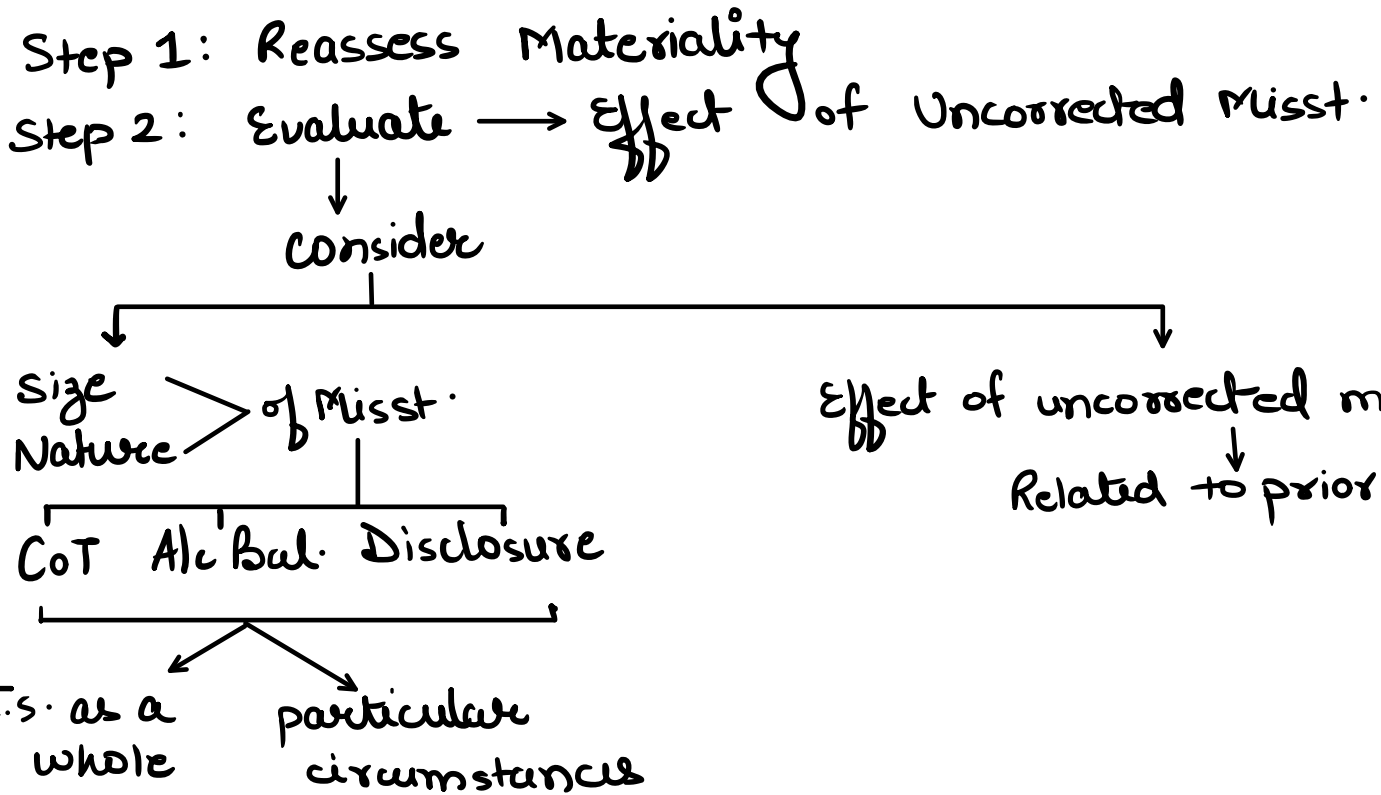 Step 1: Reassess Materiality
Step 2: Evaluate → Effect of Uncorrected Misst.
Consider
Size
Nature
of Misst.
Effect of uncorrected
Related to prior
CoT A/c Bal. Disclosure
.S. as a
whole
particular
circumstances